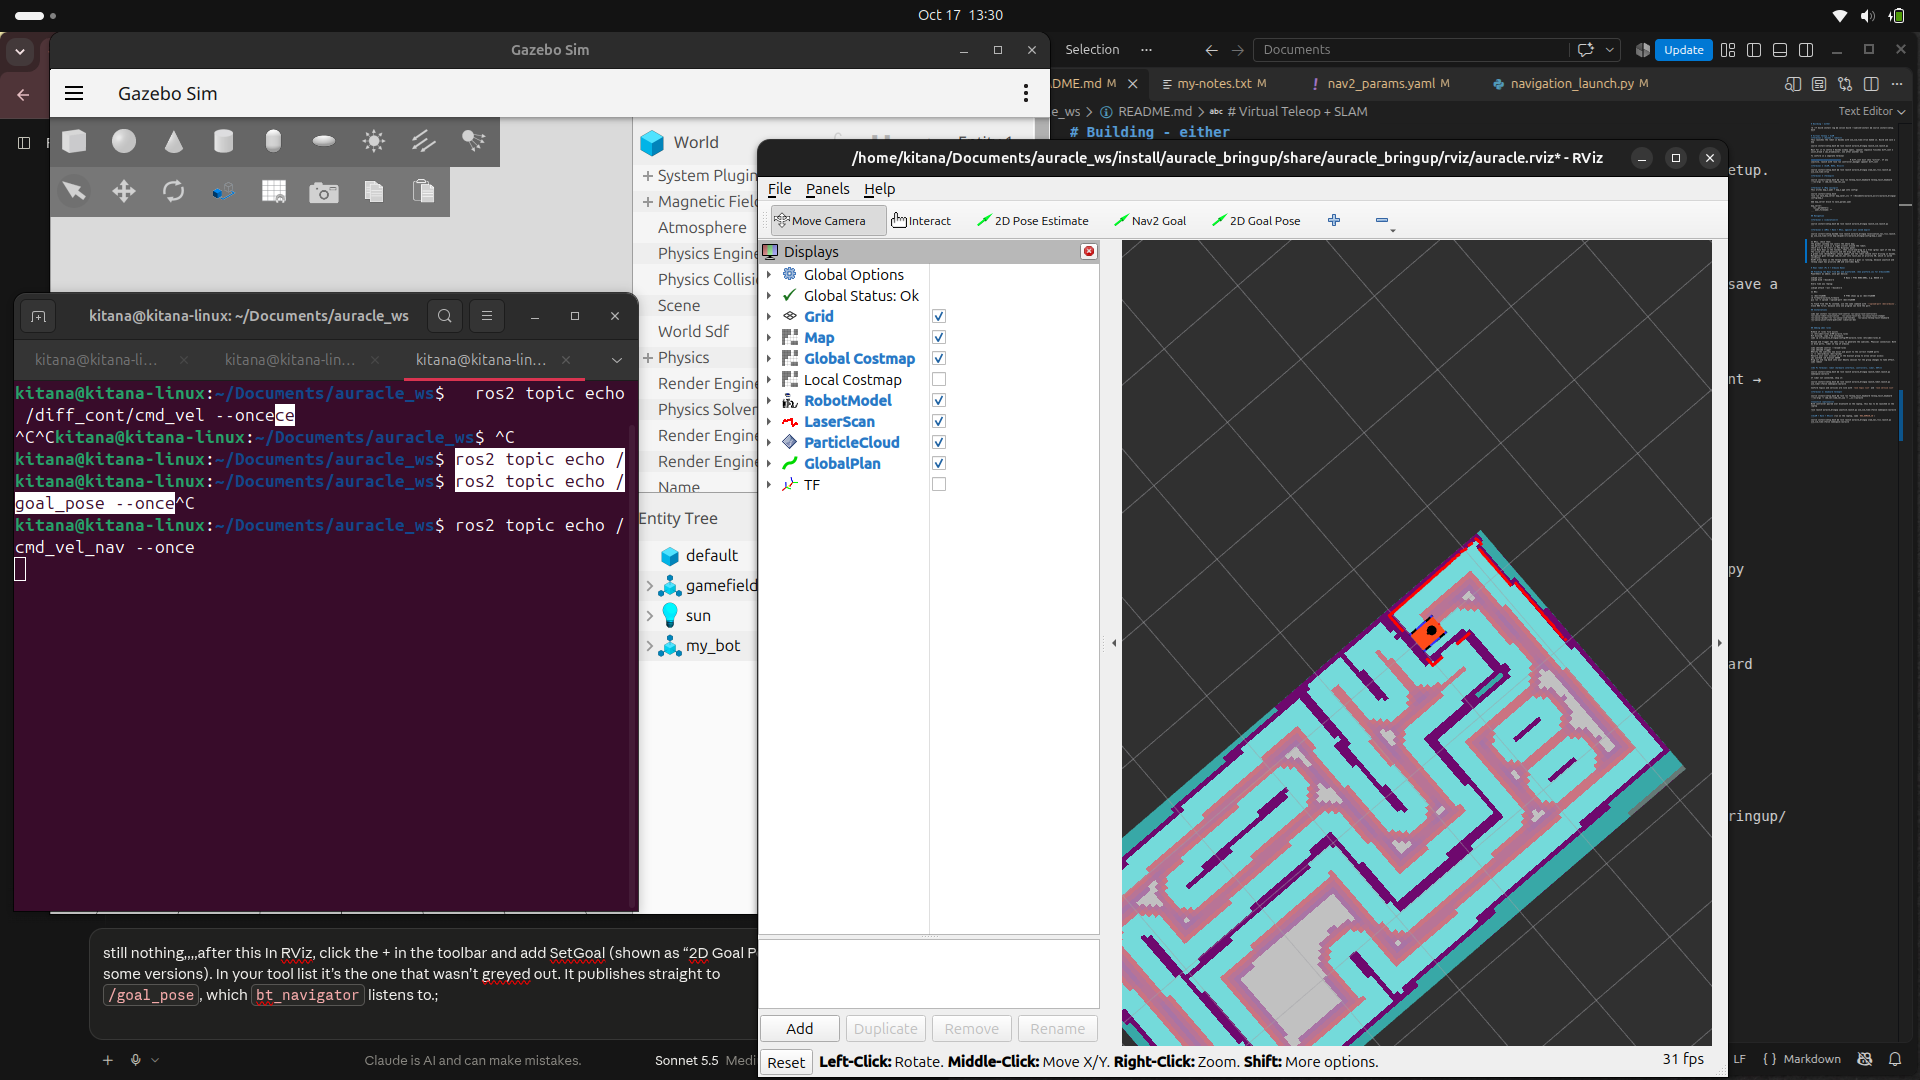 Oct 17 13:30
Gazebo Sim
Gazebo Sim
World
System Plugin
Magnetic Field
Atmosphere
Physics Engine
Physics Collisi
Scene
World Sdf
Physics
Render Engine
Physics Solver
Render Engine
Render Engine
Name
Entity Tree
default
gamefield
sun
my_bot
kitana@kitana-linux: ~/Documents/auracle_ws
kitana@kitana-li...
kitana@kitana-lin...
kitana@kitana-lin...
kitana@kitana-linux:~/Documents/auracle_ws$   ros2 topic echo
 /diff_cont/cmd_vel --oncece
^C^Ckitana@kitana-linux:~/Documents/auracle_ws$ ^C
kitana@kitana-linux:~/Documents/auracle_ws$ ros2 topic echo /
kitana@kitana-linux:~/Documents/auracle_ws$ ros2 topic echo /
goal_pose --once^C
kitana@kitana-linux:~/Documents/auracle_ws$ ros2 topic echo /
cmd_vel_nav --once
still nothing,,,,after this In RViz, click the + in the toolbar and add SetGoal (shown as “2D Goal P
some versions). In your tool list it's the one that wasn't greyed out. It publishes straight to
/goal_pose, which bt_navigator listens to.;
Claude is AI and can make mistakes.
Sonnet 5.5 Medi
Selection
Documents
Update
DME.md M
my-notes.txt M
nav2_params.yaml M
navigation_launch.py M
e_ws > README.md > abc # Virtual Teleop + SLAM
Text Editor
# Building - either
etup.
save a
nt →
py
ard
ringup/
LF { } Markdown
/home/kitana/Documents/auracle_ws/install/auracle_bringup/share/auracle_bringup/rviz/auracle.rviz* - RViz
File Panels Help
Move Camera
Interact
2D Pose Estimate
Nav2 Goal
2D Goal Pose
Displays
Global Options
Global Status: Ok
Grid
Map
Global Costmap
Local Costmap
RobotModel
LaserScan
ParticleCloud
GlobalPlan
TF
Add
Duplicate
Remove
Rename
Reset
Left-Click: Rotate. Middle-Click: Move X/Y. Right-Click: Zoom. Shift: More options.
31 fps